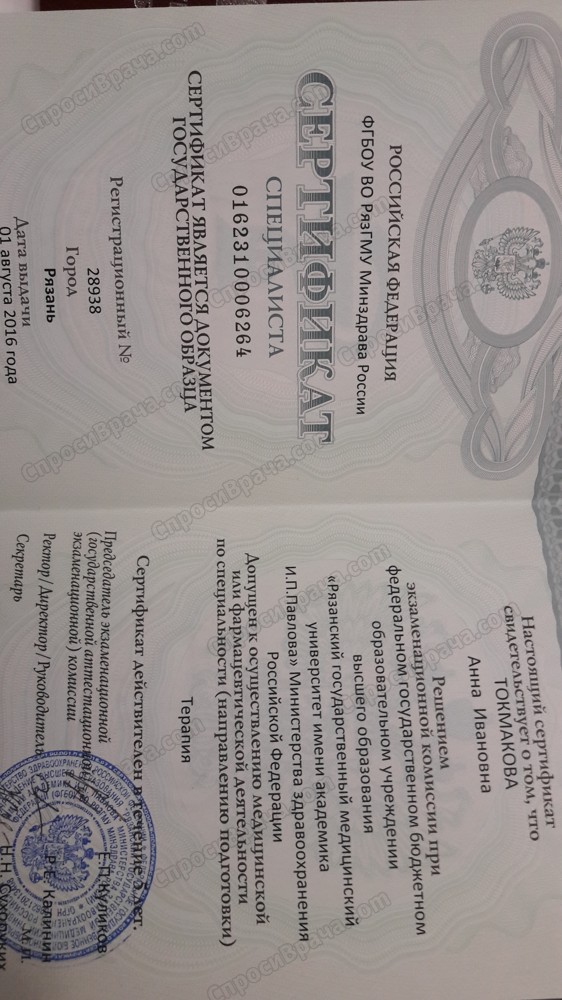 РОССИЙСКАЯ ФЕДЕРАЦИЯ
ФГБОУ ВО РязГМУ Минздрава России
СЕРТИФИКАТ
СПЕЦИАЛИСТА
0162310006264
СЕРТИФИКАТ ЯВЛЯЕТСЯ ДОКУМЕНТОМ
ГОСУДАРСТВЕННОГО ОБРАЗЦА
Регистрационный №
28938
Город
Рязань
Дата выдачи
01 августа 2016 года
Настоящий сертификат
свидетельствует о том, что
ТОКМАКОВА
Анна Ивановна
Решением
экзаменационной комиссии при
федеральном государственном бюджетном
образовательном учреждении
высшего образования
«Рязанский государственный медицинский
университет имени академика
И.П.Павлова» Министерства здравоохранения
Российской Федерации
Допущен к осуществлению медицинской
или фармацевтической деятельности
по специальности (направлению подготовки)
Терапия
Сертификат действителен в течение 5 лет.
Председатель экзаменационной
(государственной аттестационной,
экзаменационной) комиссии
Е.П.Куликов
Ректор/Директор/Руководитель
Р.Е. Калинин
Секретарь
М.П.
Н.Н. Сухоруких
СпросиВрача.com